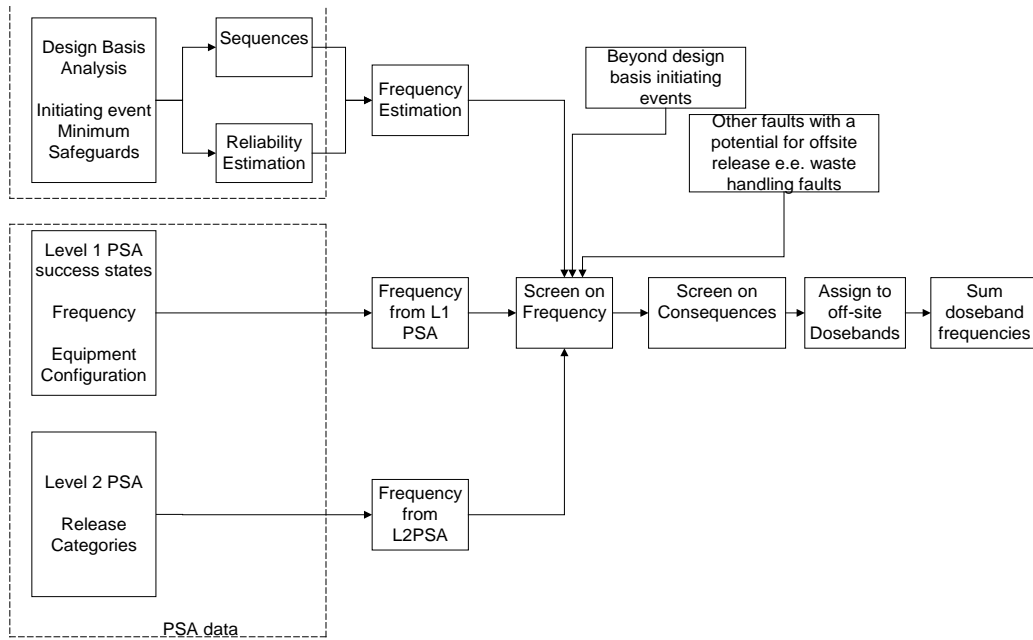 Design Basis
Analysis
Initiating event
Minimum
Safeguards
Sequences
Reliability
Estimation
Frequency
Estimation
Beyond design
basis initiating
events
Other faults with a
potential for offsite
release e.e. waste
handling faults
Level 1 PSA
success states
Frequency
Equipment
Configuration
Frequency
from L1
PSA
Screen on
Frequency
Screen on
Consequences
Assign to
off-site
Dosebands
Sum
doseband
frequencies
Level 2 PSA
Release
Categories
Frequency
from
L2PSA
PSA data